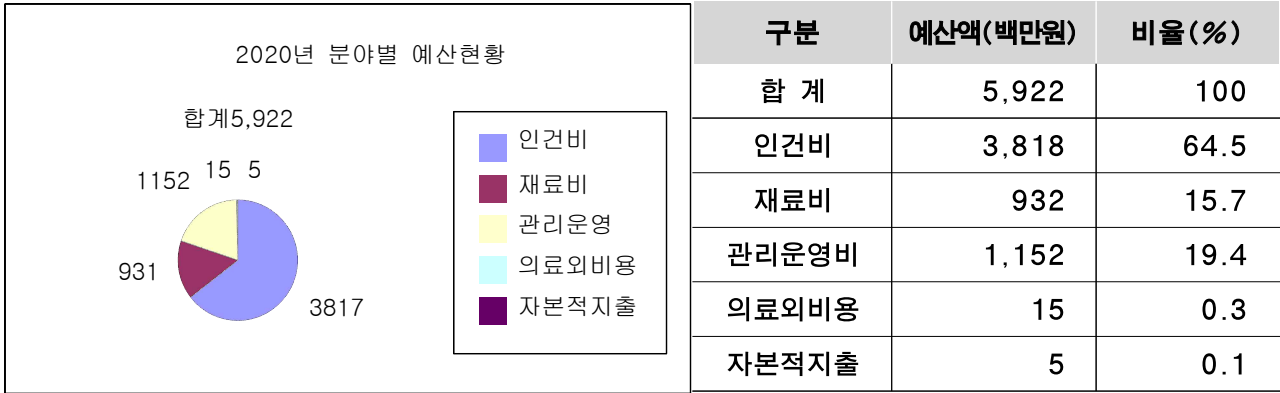 2020년 분야별 예산현황
합계5,922
1152 15 5
931
3817
인건비
재료비
관리운영
의료외비용
자본적지출
구분 예산액(백만원) 비율(%)
합 계 5,922 100
인건비 3,818 64.5
재료비 932 15.7
관리운영비 1,152 19.4
의료외비용 15 0.3
자본적지출 5 0.1